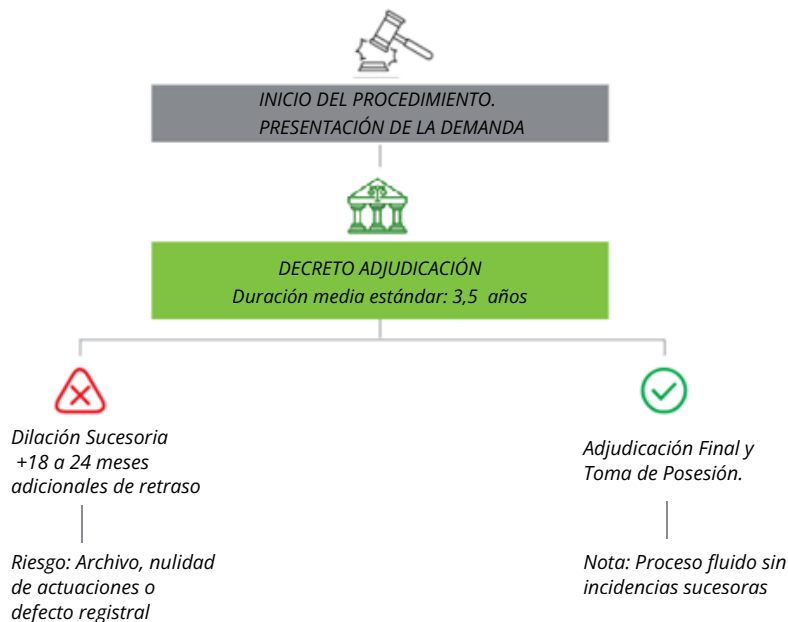 INICIO DEL PROCEDIMIENTO.
PRESENTACIÓN DE LA DEMANDA
DECRETO ADJUDICACIÓN
Duración media estándar: 3,5 años
Dilación Sucesoria
+18 a 24 meses
adicionales de retraso
Riesgo: Archivo, nulidad
de actuaciones o
defecto registral
Adjudicación Final y
Toma de Posesión.
Nota: Proceso fluido sin
incidencias sucesoras